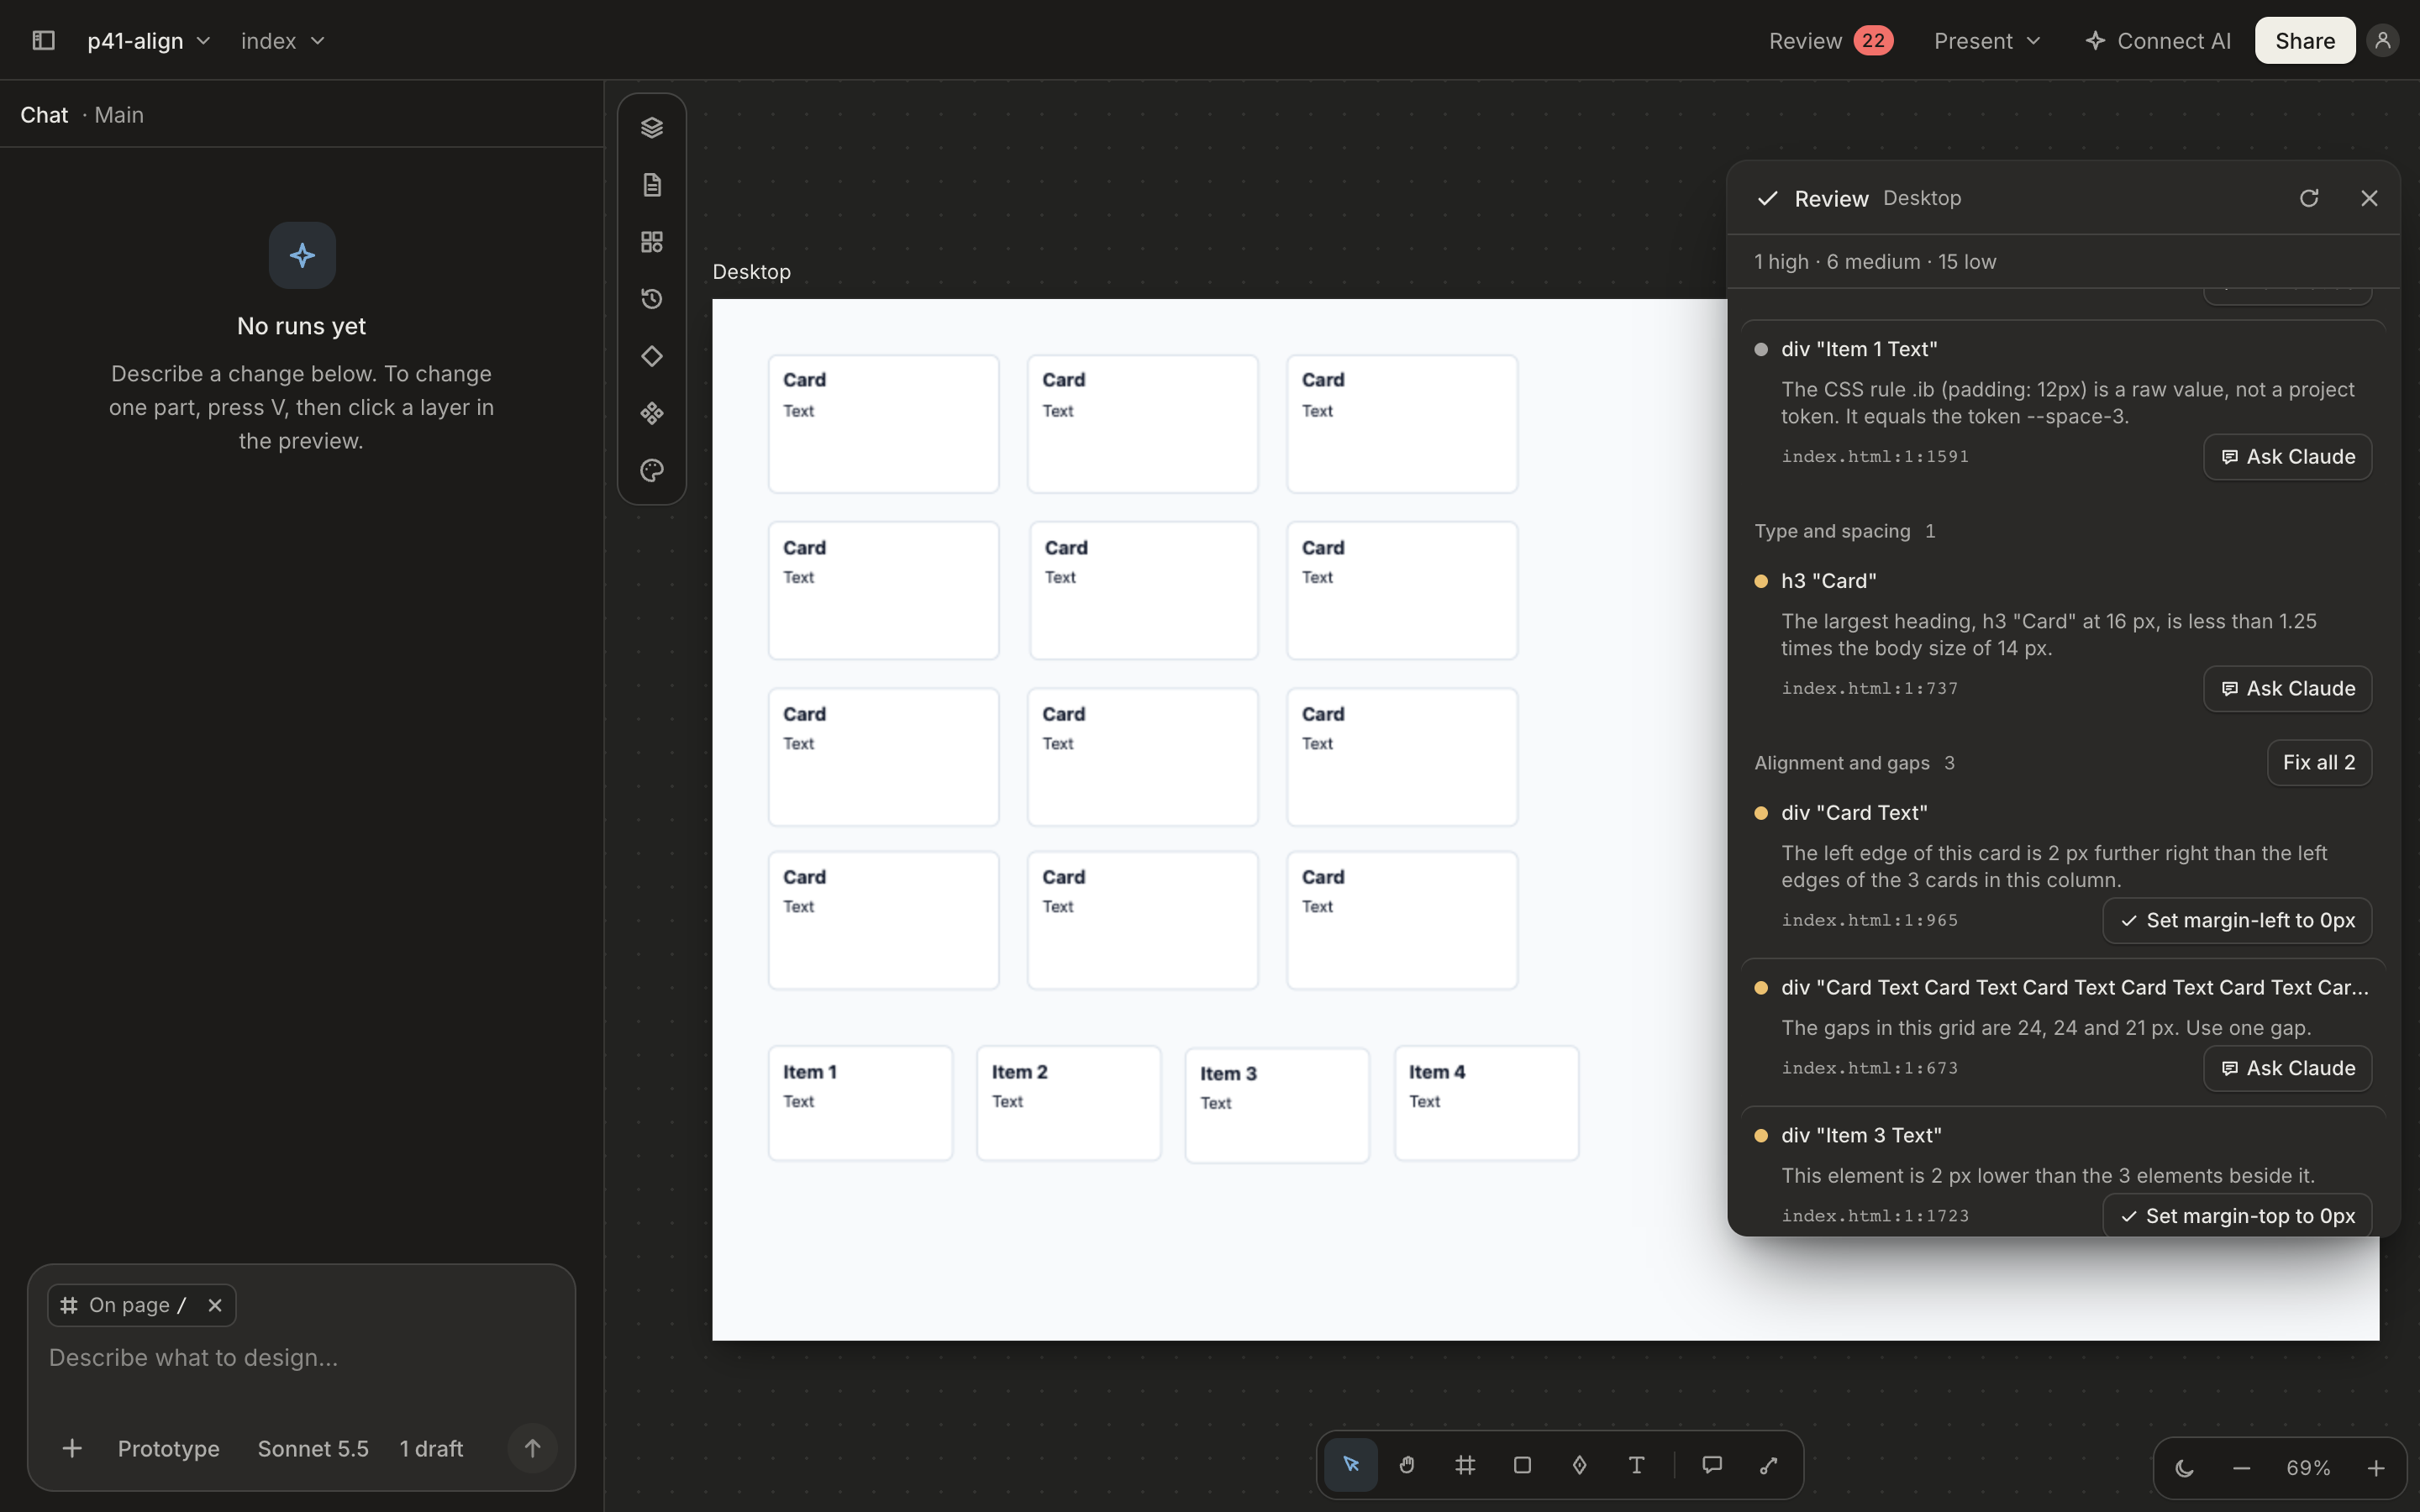 p41-align
index
Review 22
Present
Connect AI
Share
Chat · Main
No runs yet
Describe a change below. To change
one part, press V, then click a layer in
the preview.
On page /
Describe what to design...
Prototype
Sonnet 5.5
1 draft
Desktop
Card
Text
Card
Text
Card
Text
Card
Text
Card
Text
Card
Text
Card
Text
Card
Text
Card
Text
Card
Text
Card
Text
Card
Text
Item 1
Text
Item 2
Text
Item 3
Text
Item 4
Text
Review Desktop
1 high · 6 medium · 15 low
div "Item 1 Text"
The CSS rule .ib (padding: 12px) is a raw value, not a project
token. It equals the token --space-3.
index.html:1:1591
Ask Claude
Type and spacing 1
h3 "Card"
The largest heading, h3 "Card" at 16 px, is less than 1.25
times the body size of 14 px.
index.html:1:737
Ask Claude
Alignment and gaps 3
Fix all 2
div "Card Text"
The left edge of this card is 2 px further right than the left
edges of the 3 cards in this column.
index.html:1:965
Set margin-left to 0px
div "Card Text Card Text Card Text Card Text Card Text Car...
The gaps in this grid are 24, 24 and 21 px. Use one gap.
index.html:1:673
Ask Claude
div "Item 3 Text"
This element is 2 px lower than the 3 elements beside it.
index.html:1:1723
Set margin-top to 0px
69%